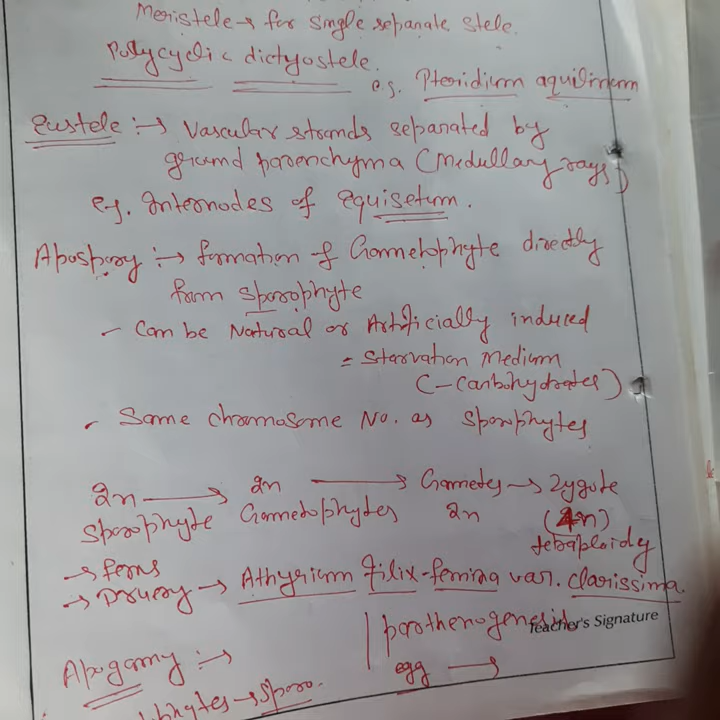 Meristele → for single separate stele.
Polycyclic dictyostele.
e.g. Pteridium aquilinum
Eustele :→ Vascular strands separated by
ground parenchyma (Medullary rays)
eg. Internodes of Equisetum.
Apospory :→ formation of Gametophyte directly
from sporophyte
- Can be Natural or Artificially induced
= Starvation Medium
(-Carbohydrates)
- Same chromosome No. as sporophytes
2n → 2n → Gametes → Zygote
Sporophyte Gametophytes 2n (4n)
tetraploidy
→ ferns
→ Druery → Athyrium filix-femina var. clarissima.
parthenogenesis
Teacher's Signature
Apogamy :→
egg →
phytes → sporo.